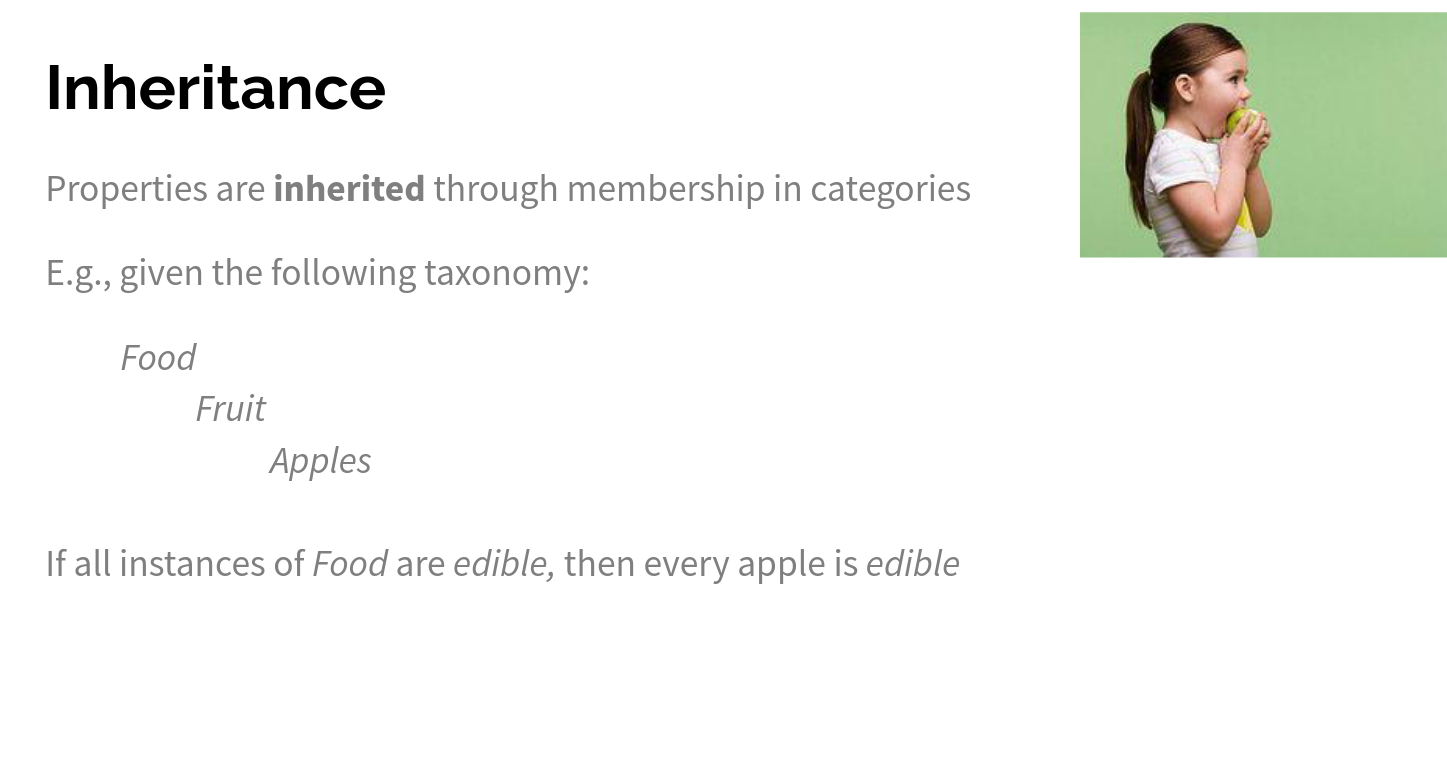 Inheritance
Properties are inherited through membership in categories
E.g., given the following taxonomy:
Food
Fruit
Apples
If all instances of Food are edible, then every apple is edible